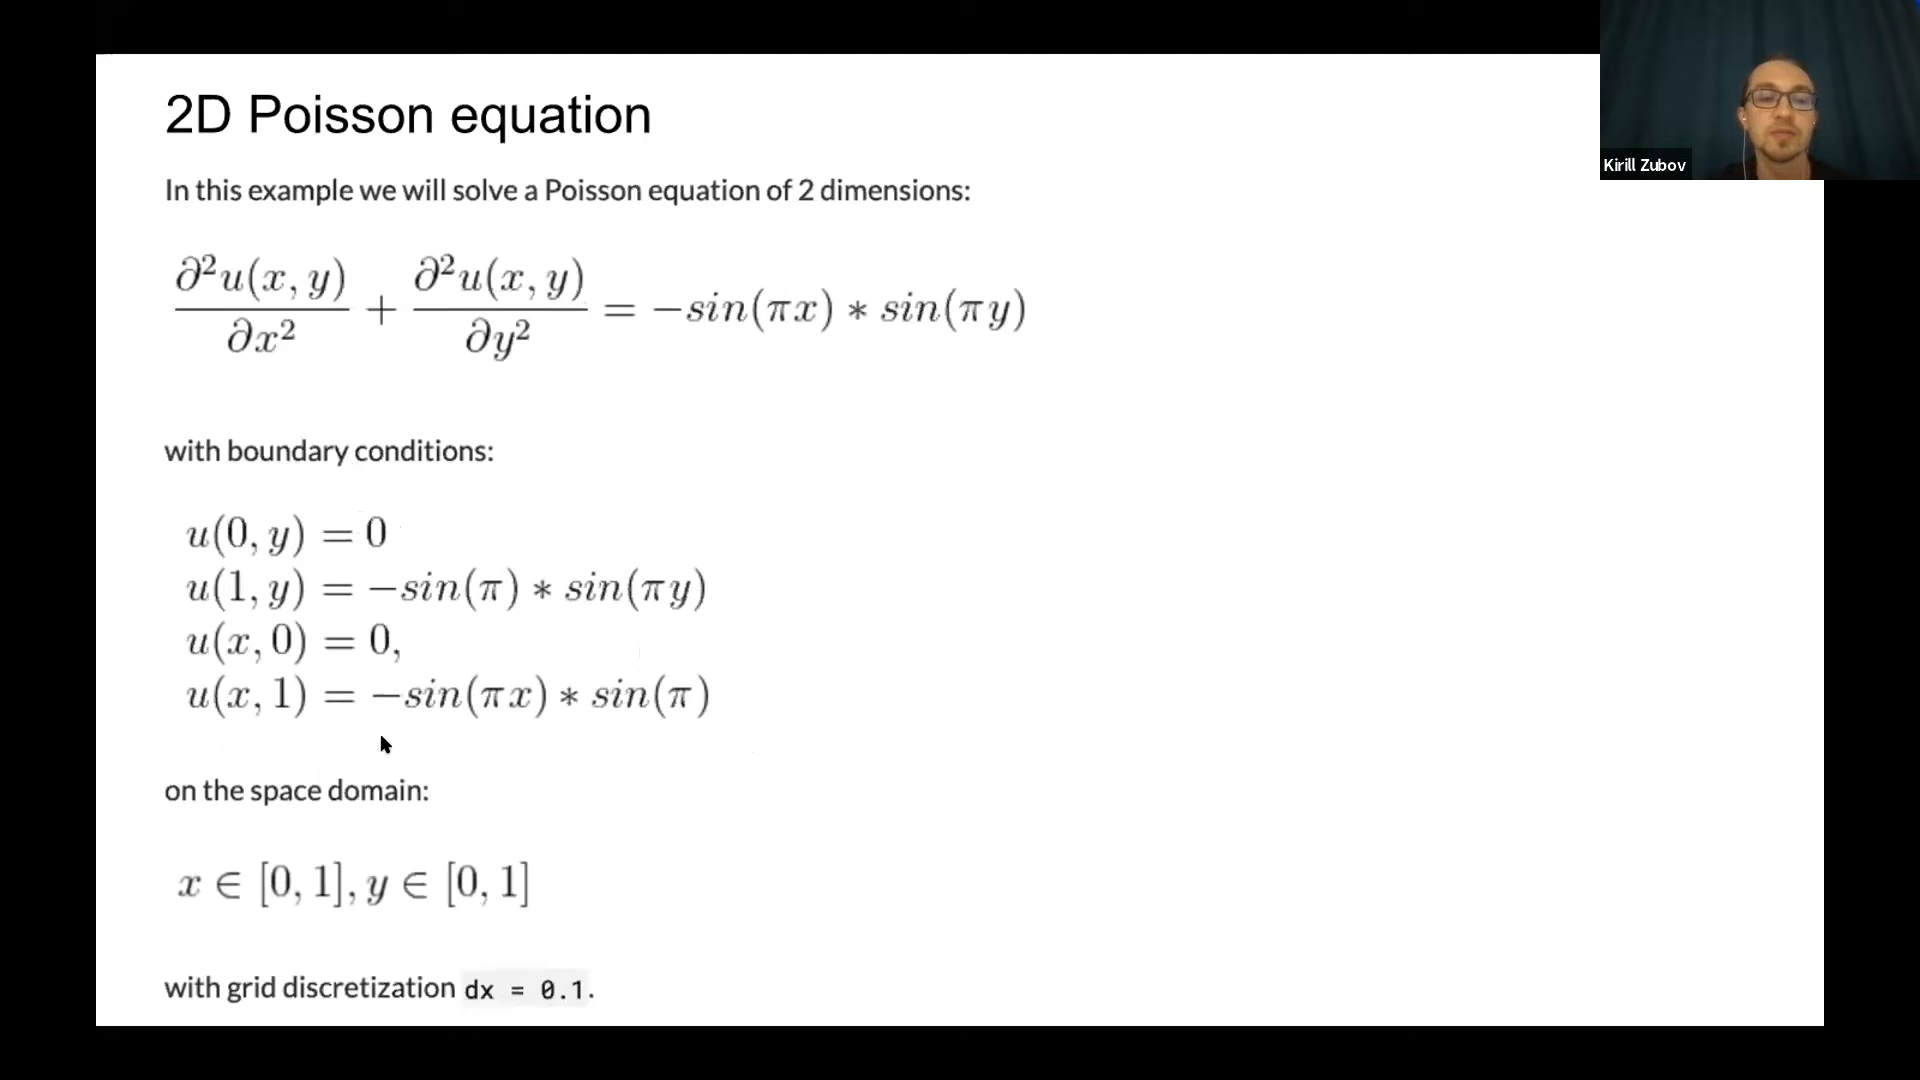 2D Poisson equation
Kirill Zubov
In this example we will solve a Poisson equation of 2 dimensions:
∂²u(x, y)/∂x² + ∂²u(x, y)/∂y² = −sin(πx) ∗ sin(πy)
with boundary conditions:
u(0, y) = 0
u(1, y) = −sin(π) ∗ sin(πy)
u(x, 0) = 0,
u(x, 1) = −sin(πx) ∗ sin(π)
on the space domain:
x ∈ [0, 1], y ∈ [0, 1]
with grid discretization dx = 0.1.